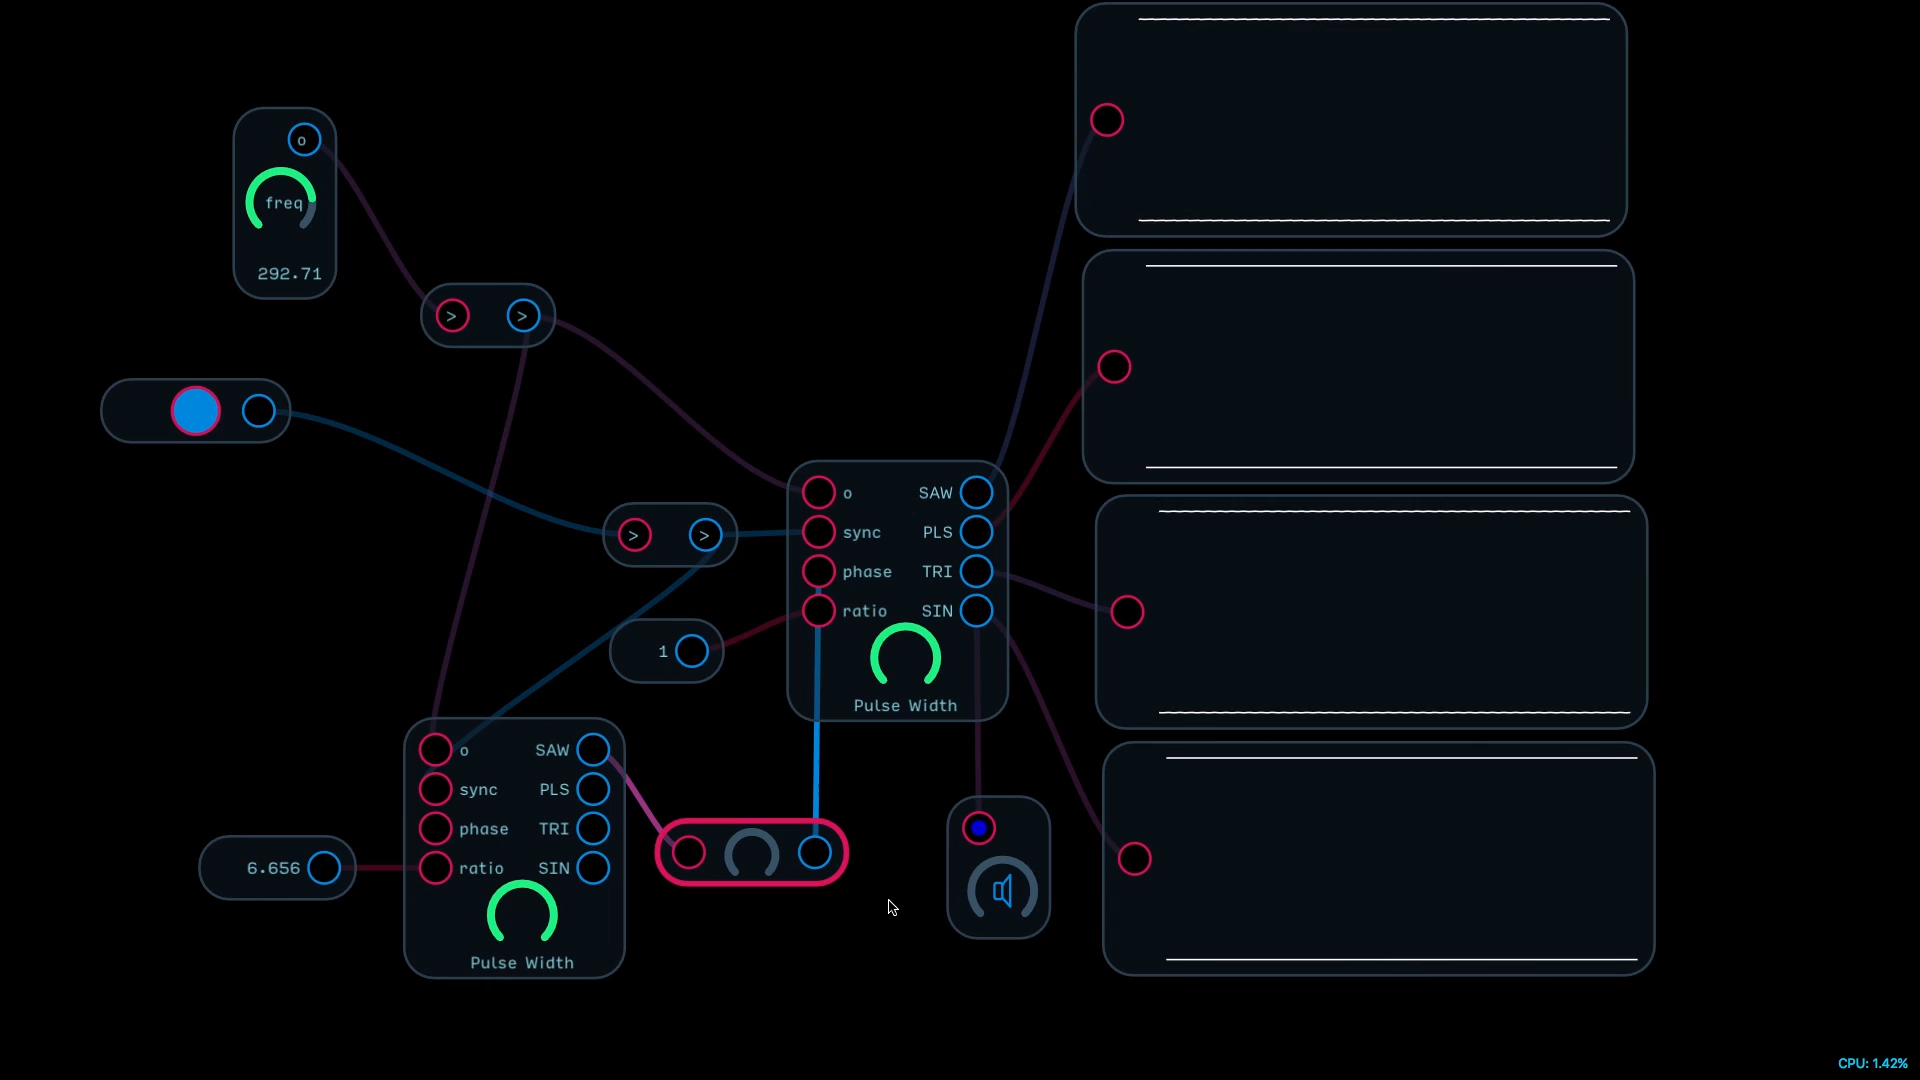 o
freq
292.71
> >
o SAW
sync PLS
> >
phase TRI
ratio SIN
1
Pulse Width
o SAW
sync PLS
phase TRI
6.656
ratio SIN
Pulse Width
CPU: 1.42%